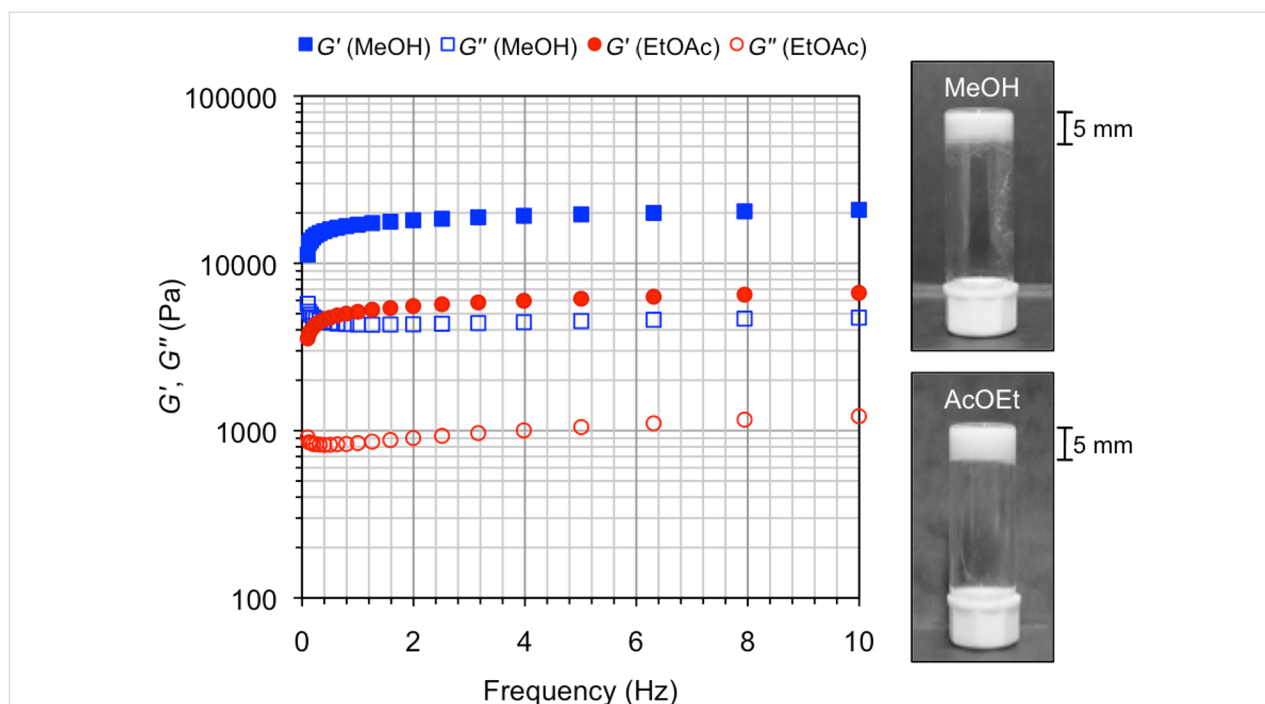 G′ (MeOH) G″ (MeOH) G′ (EtOAc) G″ (EtOAc)
100000
10000
1000
100
G′, G″ (Pa)
0 2 4 6 8 10
Frequency (Hz)
MeOH
5 mm
AcOEt
5 mm